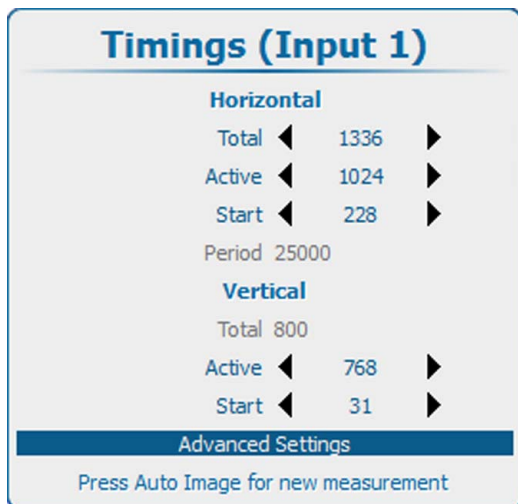 Timings (Input 1)
Horizontal
Total 1336
Active 1024
Start 228
Period 25000
Vertical
Total 800
Active 768
Start 31
Advanced Settings
Press Auto Image for new measurement